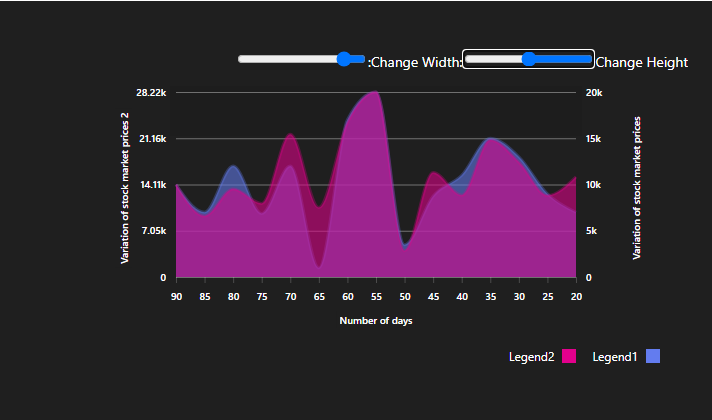 :Change Width:
Change Height
28.22k
21.16k
14.11k
7.05k
0
Variation of stock market prices 2
20k
15k
10k
5k
0
Variation of stock market prices
90 85 80 75 70 65 60 55 50 45 40 35 30 25 20
Number of days
Legend2 Legend1